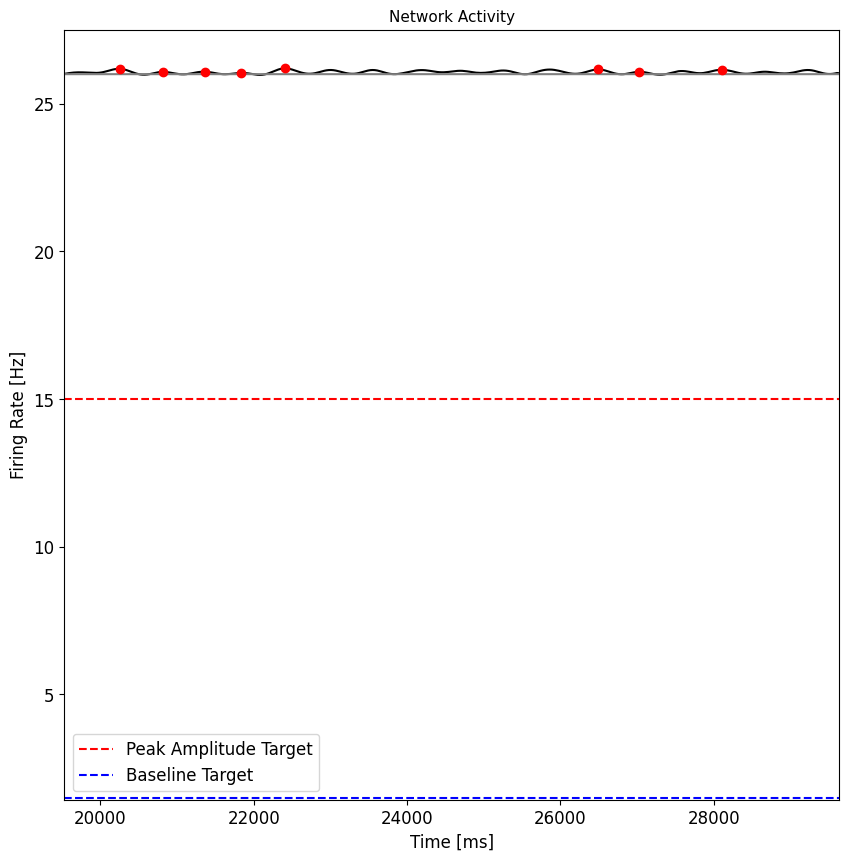 Network Activity
25
20
15
10
5
Firing Rate [Hz]
Peak Amplitude Target
Baseline Target
20000 22000 24000 26000 28000
Time [ms]